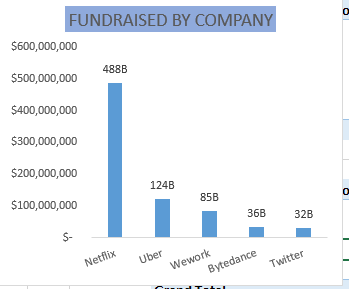 FUNDRAISED BY COMPANY
$600,000,000
$500,000,000
$400,000,000
$300,000,000
$200,000,000
$100,000,000
$-
488B
124B
85B
36B
32B
Netflix
Uber
Wework
Bytedance
Twitter
Grand Total